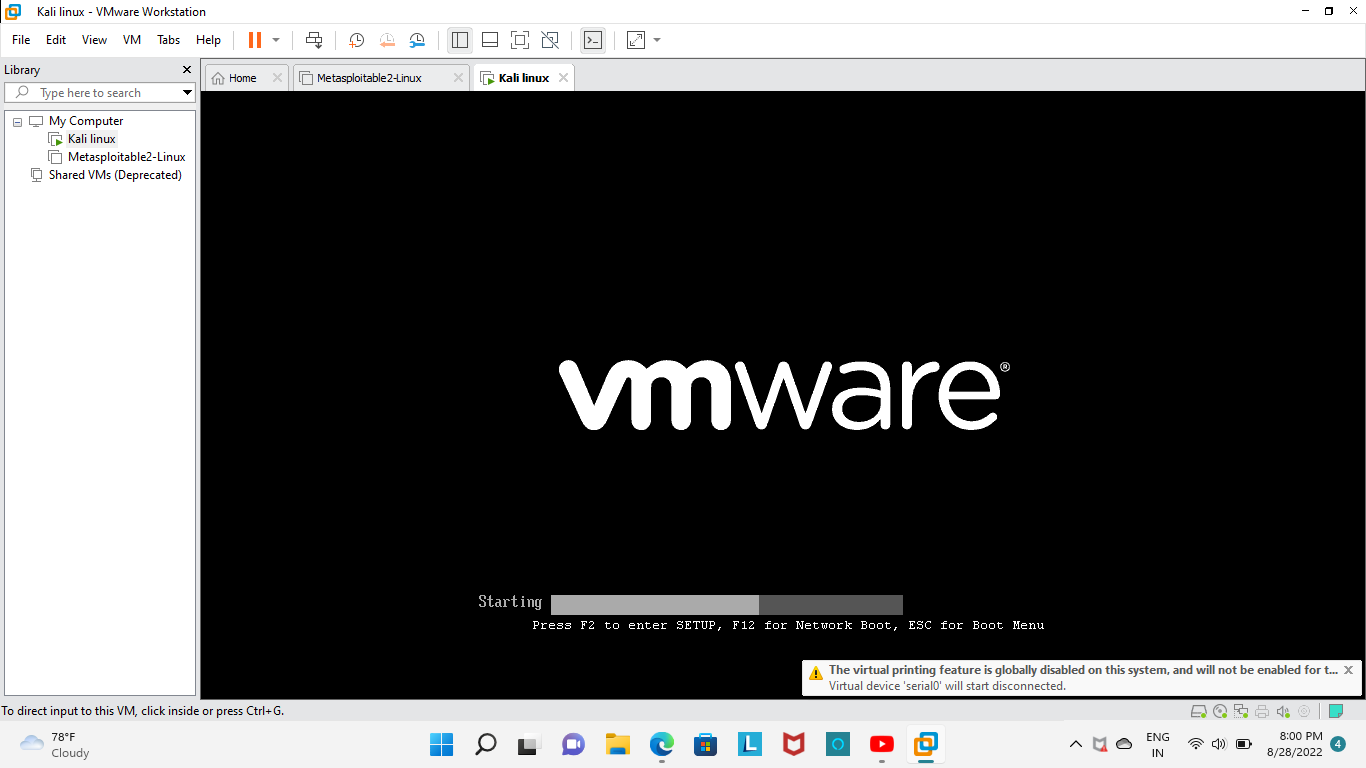 Kali linux - VMware Workstation
File Edit View VM Tabs Help
Library
Type here to search
My Computer
Kali linux
Metasploitable2-Linux
Shared VMs (Deprecated)
Home
Metasploitable2-Linux
Kali linux
vmware®
Starting
Press F2 to enter SETUP, F12 for Network Boot, ESC for Boot Menu
The virtual printing feature is globally disabled on this system, and will not be enabled for t...
Virtual device 'serial0' will start disconnected.
To direct input to this VM, click inside or press Ctrl+G.
78°F
Cloudy
L
O
ENG
IN
8:00 PM
8/28/2022
4